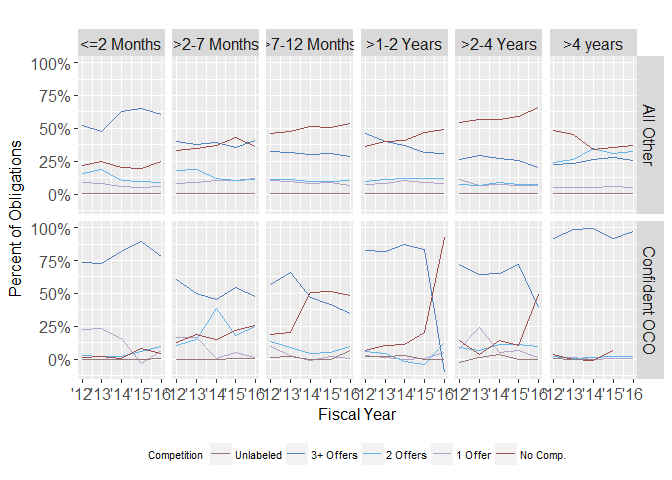 <=2 Months >2-7 Months >7-12 Months >1-2 Years >2-4 Years >4 years
100%
75%
50%
25%
0%
All Other
100%
75%
50%
25%
0%
Confident OCO
Percent of Obligations
'12'13'14'15'16 '12'13'14'15'16 '12'13'14'15'16 '12'13'14'15'16 '12'13'14'15'16 '12'13'14'15'16
Fiscal Year
Competition Unlabeled 3+ Offers 2 Offers 1 Offer No Comp.